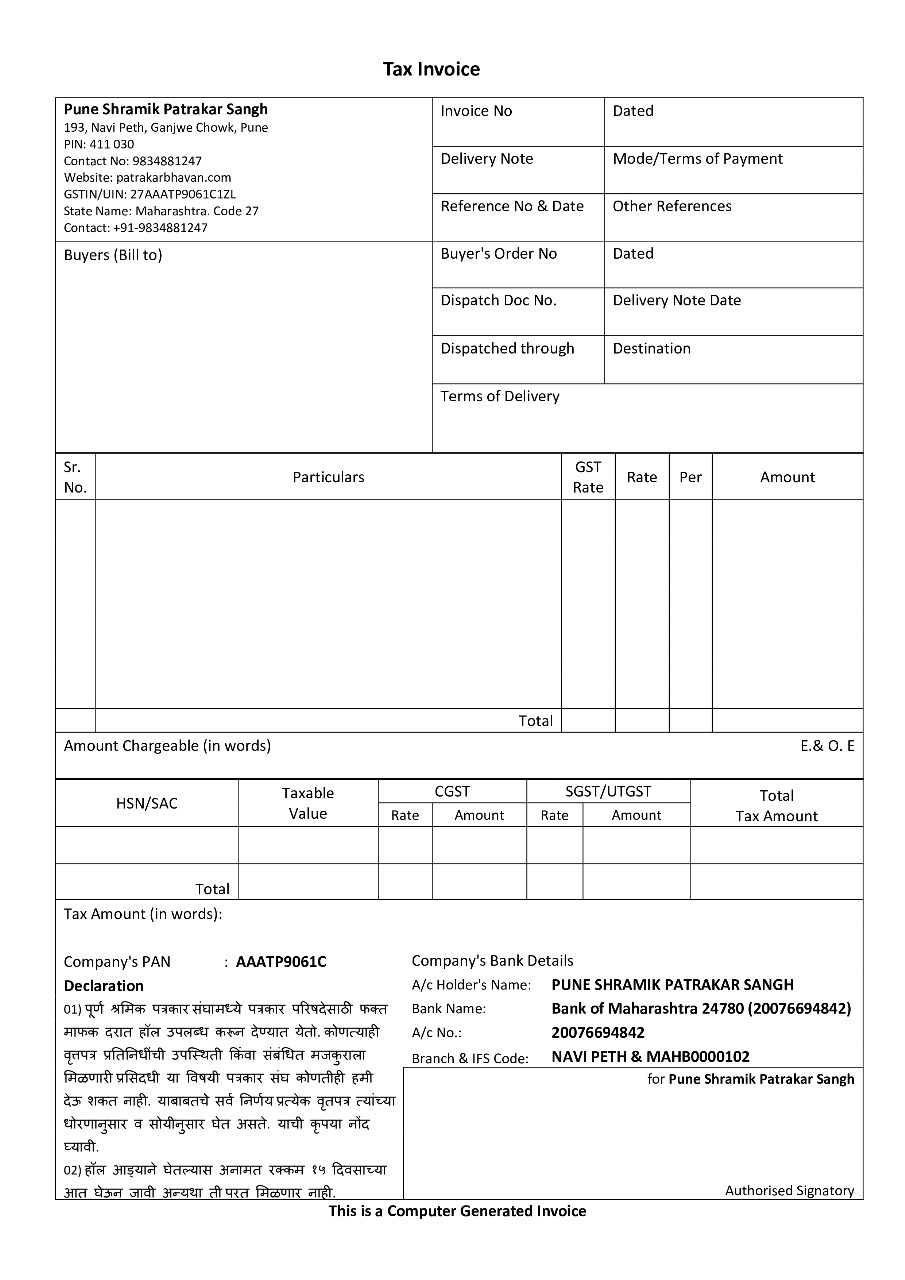 Tax Invoice
Pune Shramik Patrakar Sangh
193, Navi Peth, Ganjwe Chowk, Pune
PIN: 411 030
Contact No: 9834881247
Website: patrakarbhavan.com
GSTIN/UIN: 27AAATP9061C1ZL
State Name: Maharashtra. Code 27
Contact: +91-9834881247
Invoice No
Dated
Delivery Note
Mode/Terms of Payment
Reference No & Date
Other References
Buyers (Bill to)
Buyer's Order No
Dated
Dispatch Doc No.
Delivery Note Date
Dispatched through
Destination
Terms of Delivery
Sr.
No.
Particulars
GST
Rate
Rate
Per
Amount
Total
Amount Chargeable (in words)
E.& O. E
HSN/SAC
Taxable
Value
CGST
SGST/UTGST
Total
Tax Amount
Rate
Amount
Rate
Amount
Total
Tax Amount (in words):
Company's PAN : AAATP9061C
Declaration
01) पूर्ण श्रमिक पत्रकार संघामध्ये पत्रकार परिषदेसाठी फक्त
माफक दरात हॉल उपलब्ध करून देण्यात येतो. कोणत्याही
वृत्तपत्र प्रतिनिधींची उपस्थिती किंवा संबंधित मजकुराला
मिळणारी प्रसिदधी या विषयी पत्रकार संघ कोणतीही हमी
देऊ शकत नाही. याबाबतचे सर्व निर्णय प्रत्येक वृतपत्र त्यांच्या
धोरणानुसार व सोयीनुसार घेत असते. याची कृपया नोंद
घ्यावी.
02) हॉल आड्याने घेतल्यास अनामत रक्कम १५ दिवसाच्या
आत घेऊन जावी अन्यथा ती परत मिळणार नाही.
Company's Bank Details
A/c Holder's Name: PUNE SHRAMIK PATRAKAR SANGH
Bank Name: Bank of Maharashtra 24780 (20076694842)
A/c No.: 20076694842
Branch & IFS Code: NAVI PETH & MAHB0000102
for Pune Shramik Patrakar Sangh
Authorised Signatory
This is a Computer Generated Invoice